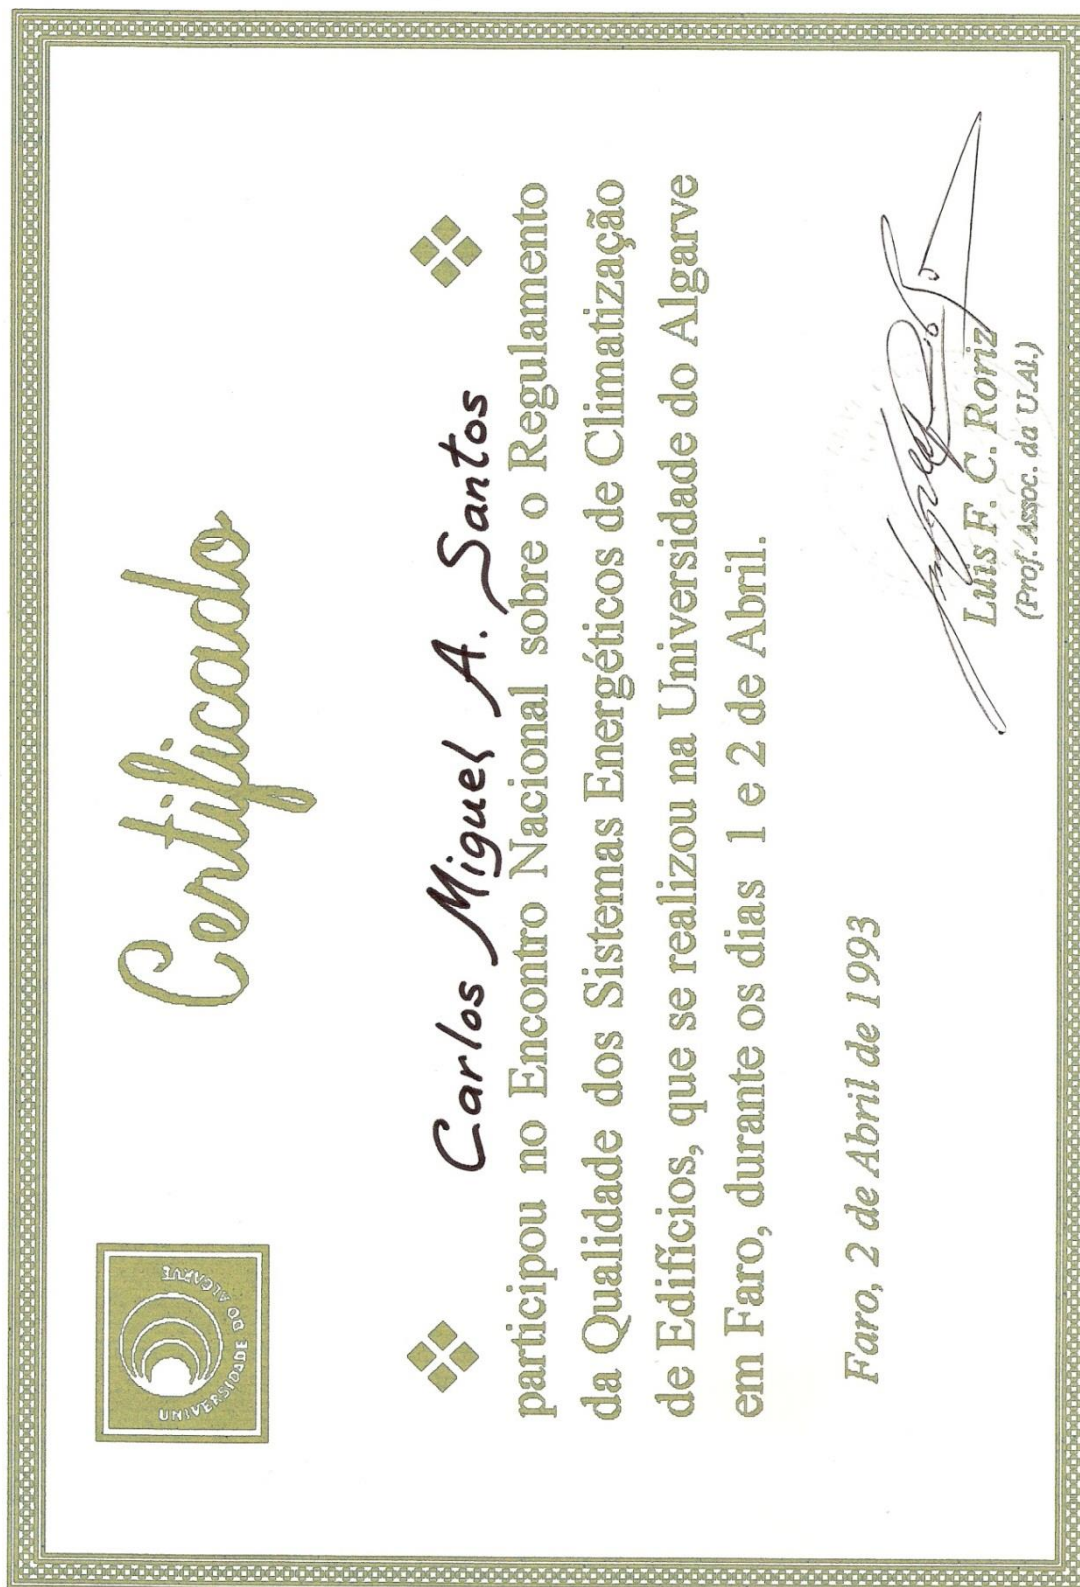 UNIVERSIDADE DO ALGARVE
Certificado
Carlos Miguel A. Santos
participou no Encontro Nacional sobre o Regulamento
da Qualidade dos Sistemas Energéticos de Climatização
de Edifícios, que se realizou na Universidade do Algarve
em Faro, durante os dias 1 e 2 de Abril.
Faro, 2 de Abril de 1993
Luis F. C. Roriz
(Prof. Assoc. da U.Al.)